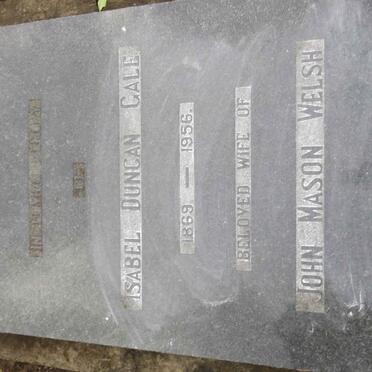 ISABEL DUNCAN GALE
1869 — 1956.
BELOVED WIFE OF
JOHN MASON WELSH